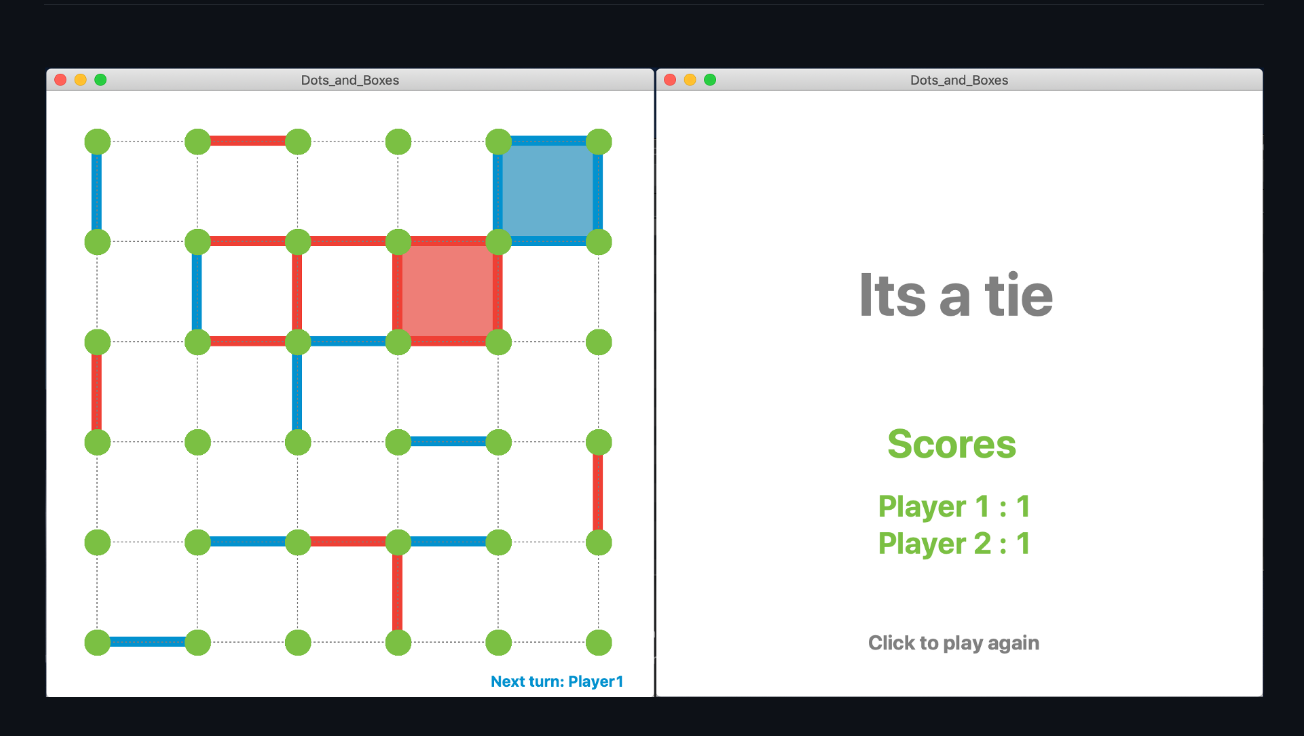 Dots_and_Boxes
Next turn: Player1
Dots_and_Boxes
Its a tie
Scores
Player 1 : 1
Player 2 : 1
Click to play again